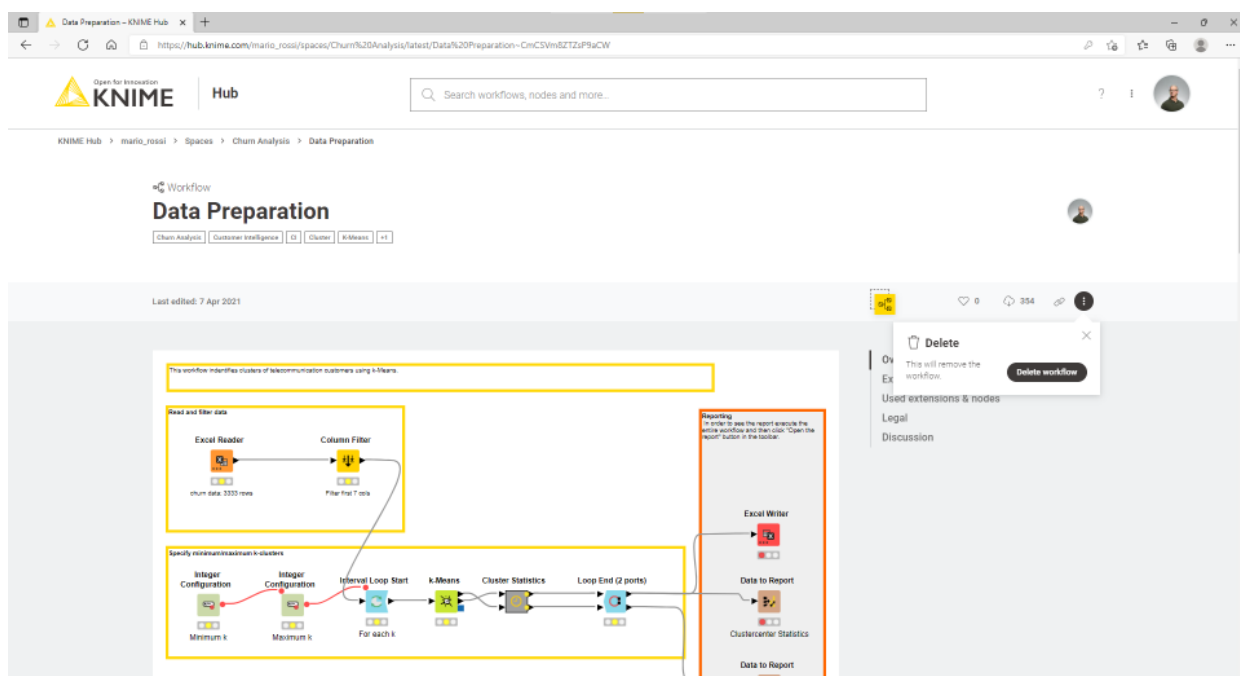 Data Preparation – KNIME Hub
https://hub.knime.com/mario_rossi/spaces/Churn%20Analysis/latest/Data%20Preparation~CmCSVm8ZTZsP9aCW
Open for Innovation
KNIME
Hub
Search workflows, nodes and more...
?
KNIME Hub > mario_rossi > Spaces > Churn Analysis > Data Preparation
Workflow
Data Preparation
Churn Analysis
Customer Intelligence
CI
Cluster
K-Means
+1
Last edited: 7 Apr 2021
0
354
Delete
This will remove the
workflow.
Delete workflow
Ov
Ex
Used extensions & nodes
Legal
Discussion
This workflow indentifies clusters of telecommunication customers using k-Means.
Read and filter data
Excel Reader
Column Filter
churn data: 3333 rows
Filter first 7 cols
Reporting
In order to see the report execute the
entire workflow and then click "Open the
report" button in the toolbar.
Excel Writer
Specify minimum/maximum k-clusters
Integer
Configuration
Integer
Configuration
Interval Loop Start
k-Means
Cluster Statistics
Loop End (2 ports)
Minimum k
Maximum k
For each k
Data to Report
Clustercenter Statistics
Data to Report